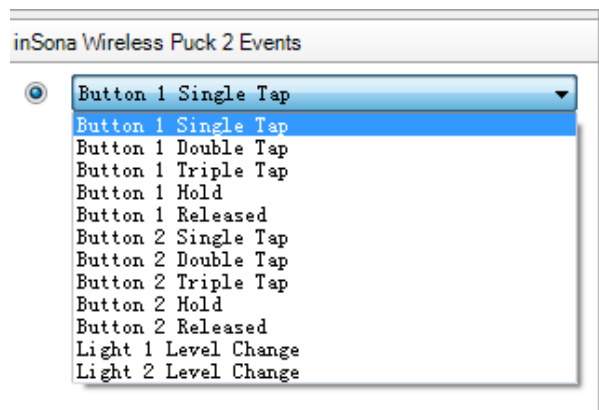 inSona Wireless Puck 2 Events
Button 1 Single Tap
Button 1 Single Tap
Button 1 Double Tap
Button 1 Triple Tap
Button 1 Hold
Button 1 Released
Button 2 Single Tap
Button 2 Double Tap
Button 2 Triple Tap
Button 2 Hold
Button 2 Released
Light 1 Level Change
Light 2 Level Change